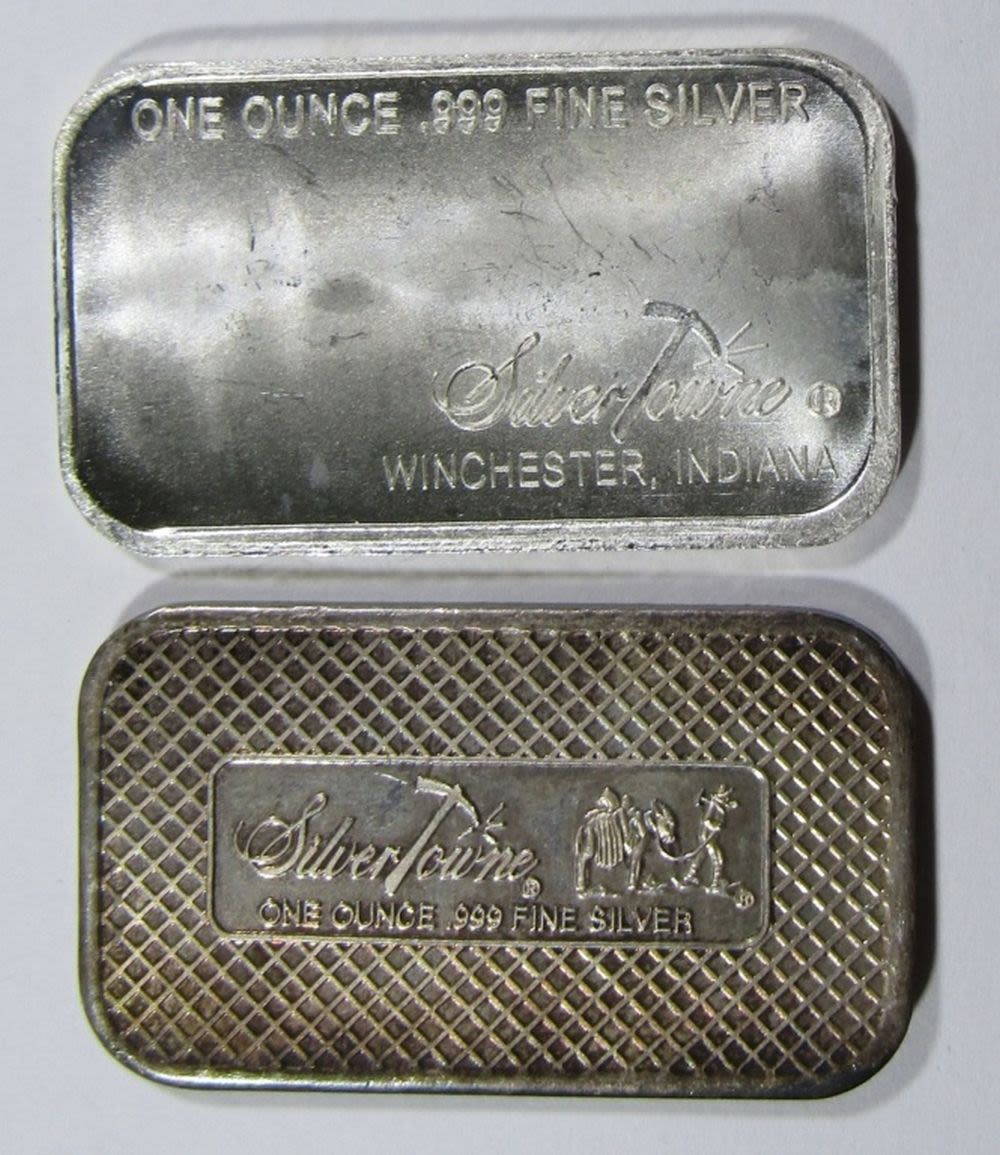 ONE OUNCE .999 FINE SILVER
SilverTowne ®
WINCHESTER, INDIANA
SilverTowne ® ®
ONE OUNCE .999 FINE SILVER